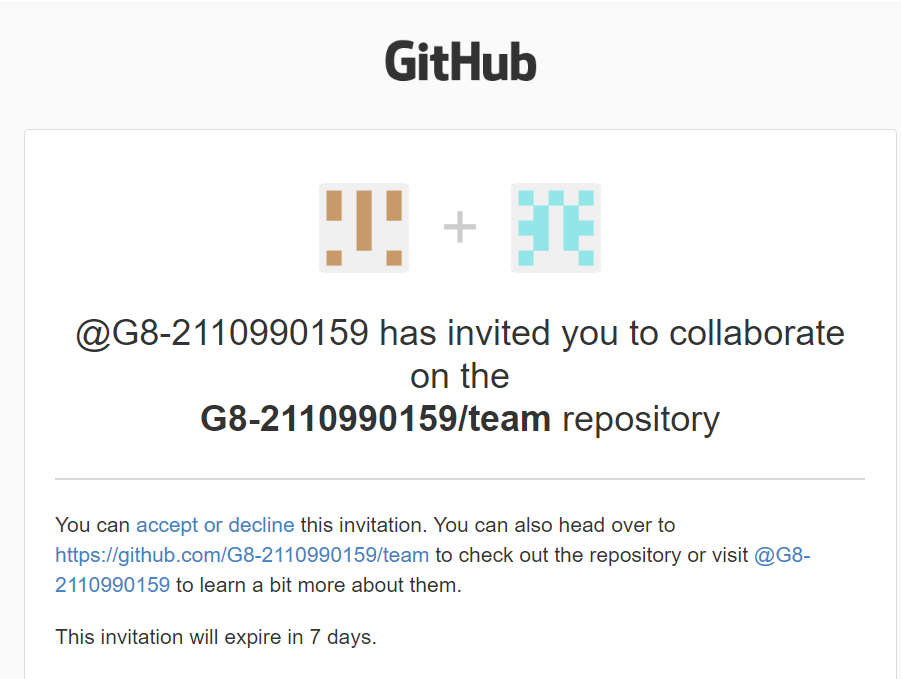 GitHub
@G8-2110990159 has invited you to collaborate
on the
G8-2110990159/team repository
You can accept or decline this invitation. You can also head over to
https://github.com/G8-2110990159/team to check out the repository or visit @G8-
2110990159 to learn a bit more about them.
This invitation will expire in 7 days.